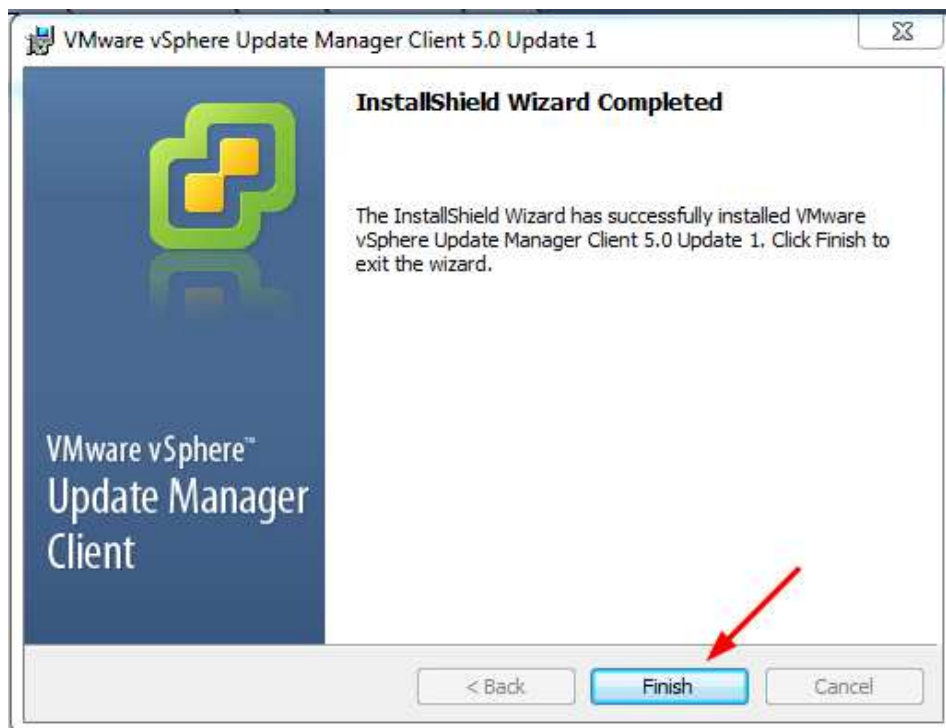 VMware vSphere Update Manager Client 5.0 Update 1
InstallShield Wizard Completed
The InstallShield Wizard has successfully installed VMware
vSphere Update Manager Client 5.0 Update 1. Click Finish to
exit the wizard.
VMware vSphere™
Update Manager
Client
< Back
Finish
Cancel